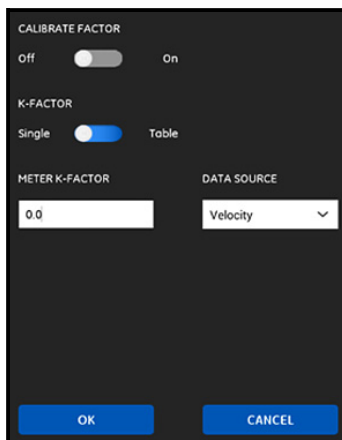 CALIBRATE FACTOR
Off On
K-FACTOR
Single Table
METER K-FACTOR DATA SOURCE
0.0 Velocity
OK CANCEL